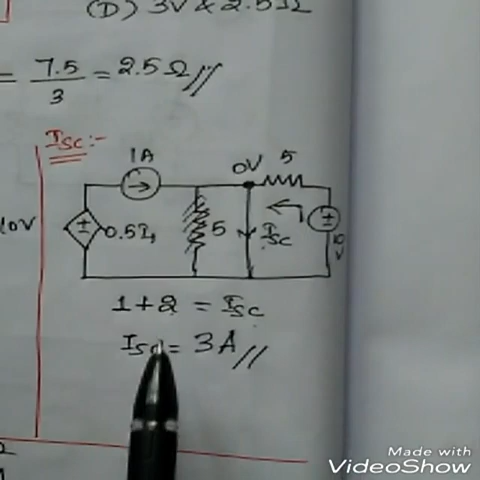 (D) 3V & 2.5Ω
= 7.5/3 = 2.5Ω //
Isc :-
1A
0V 5
10V
0.5I₁ 5 Isc 10V
1 + 2 = Isc
Isc = 3A //
Made with
VideoShow